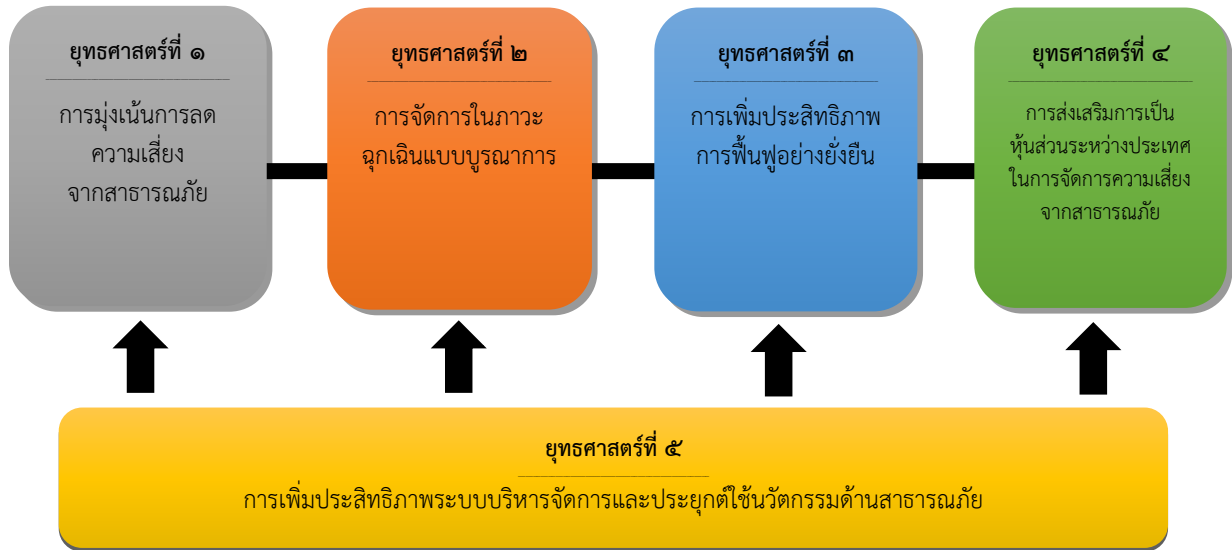 ยุทธศาสตร์ที่ ๑
การมุ่งเน้นการลด
ความเสี่ยง
จากสาธารณภัย
ยุทธศาสตร์ที่ ๒
การจัดการในภาวะ
ฉุกเฉินแบบบูรณาการ
ยุทธศาสตร์ที่ ๓
การเพิ่มประสิทธิภาพ
การฟื้นฟูอย่างยั่งยืน
ยุทธศาสตร์ที่ ๔
การส่งเสริมการเป็น
หุ้นส่วนระหว่างประเทศ
ในการจัดการความเสี่ยง
จากสาธารณภัย
ยุทธศาสตร์ที่ ๕
การเพิ่มประสิทธิภาพระบบบริหารจัดการและประยุกต์ใช้นวัตกรรมด้านสาธารณภัย